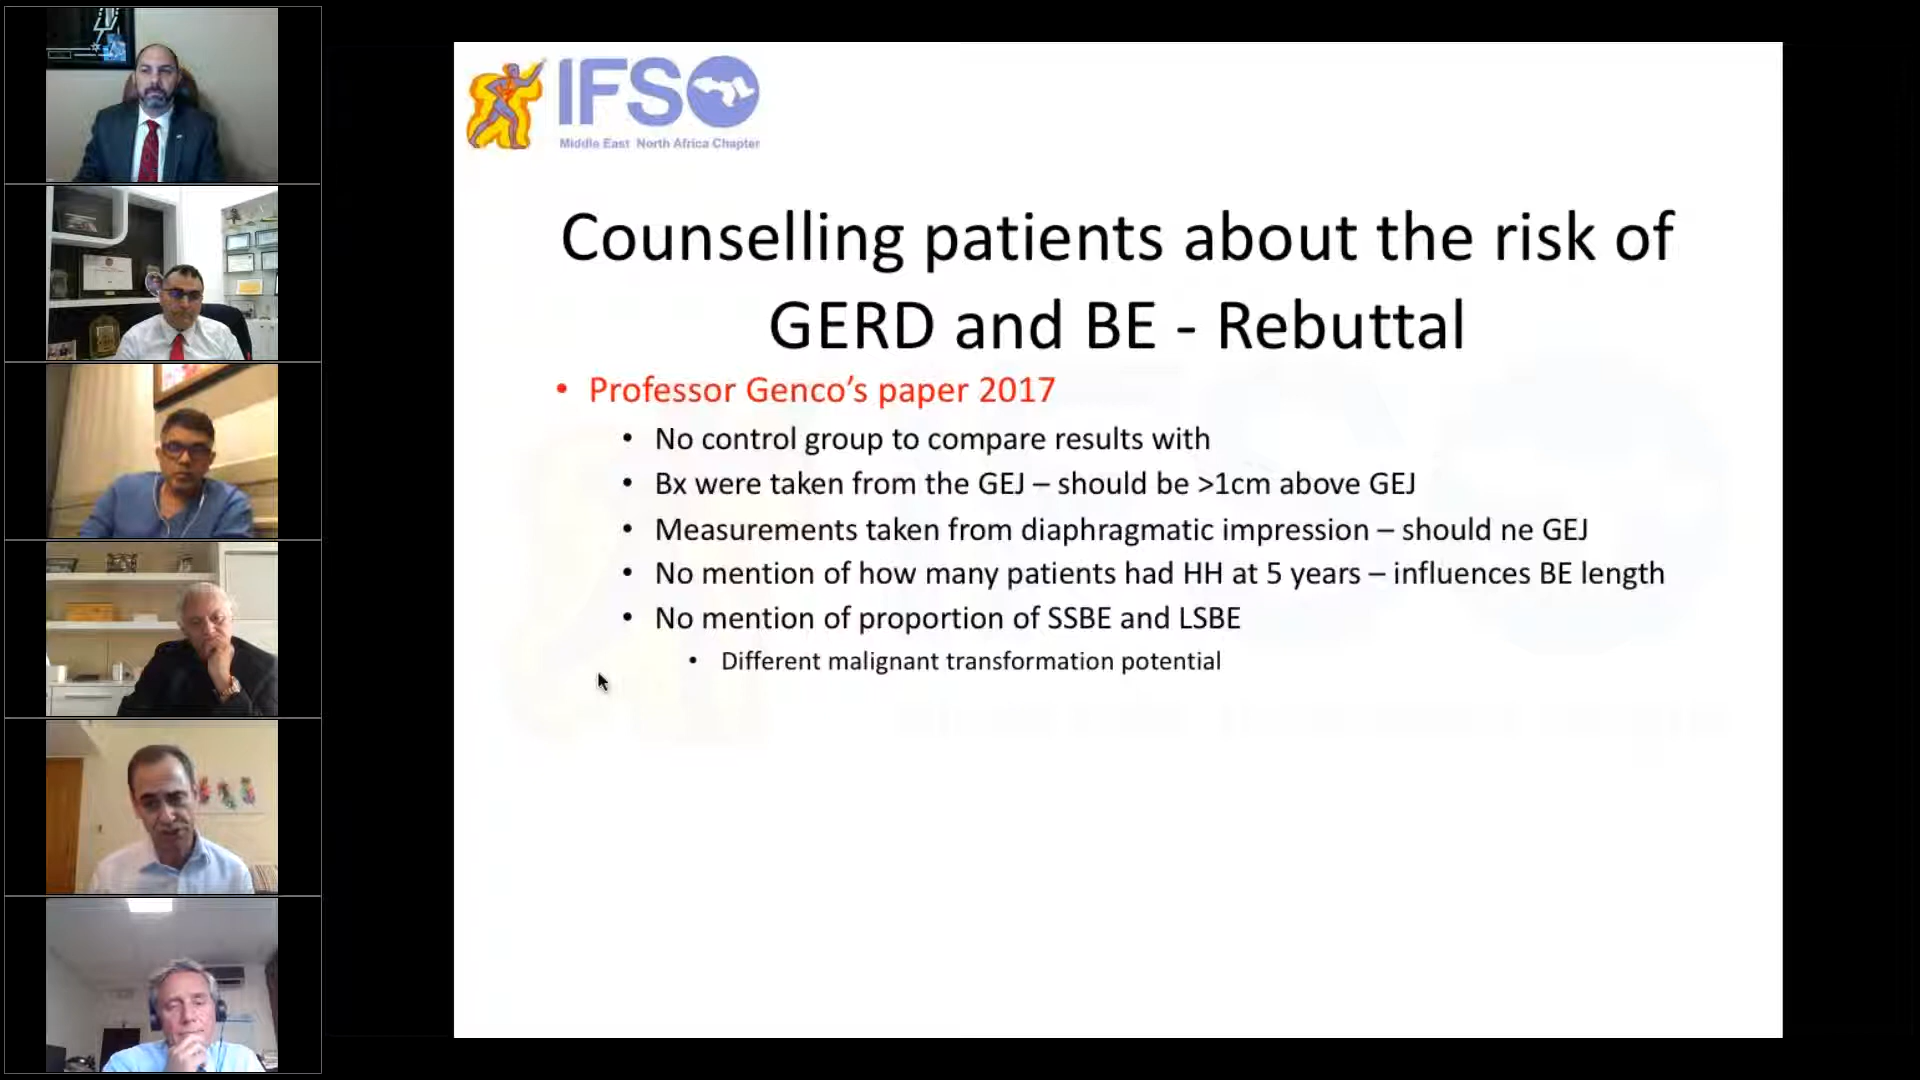 IFSO
Middle East North Africa Chapter
Counselling patients about the risk of
GERD and BE - Rebuttal
• Professor Genco’s paper 2017
• No control group to compare results with
• Bx were taken from the GEJ – should be >1cm above GEJ
• Measurements taken from diaphragmatic impression – should ne GEJ
• No mention of how many patients had HH at 5 years – influences BE length
• No mention of proportion of SSBE and LSBE
• Different malignant transformation potential